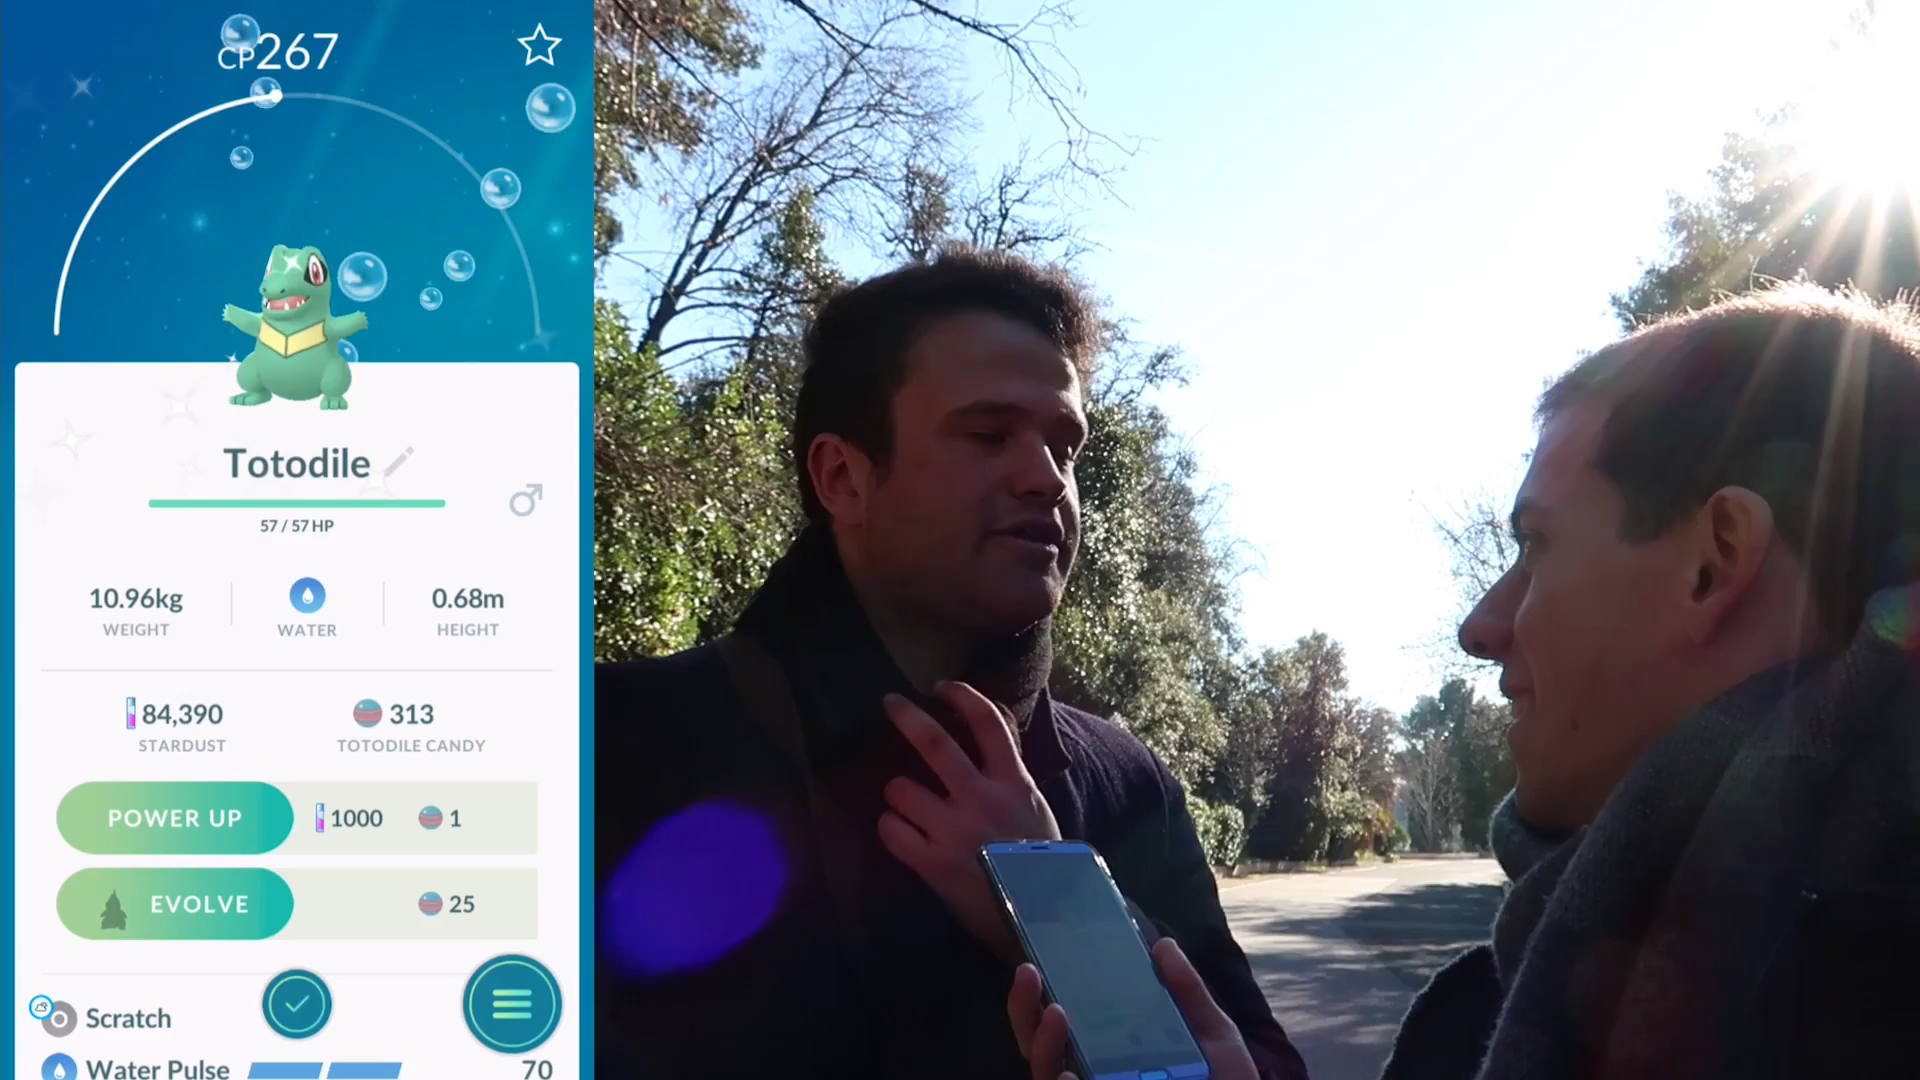 CP267
Totodile
57 / 57 HP
10.96kg
WEIGHT
WATER
0.68m
HEIGHT
84,390
STARDUST
313
TOTODILE CANDY
POWER UP
1000
1
EVOLVE
25
Scratch
Water Pulse
70